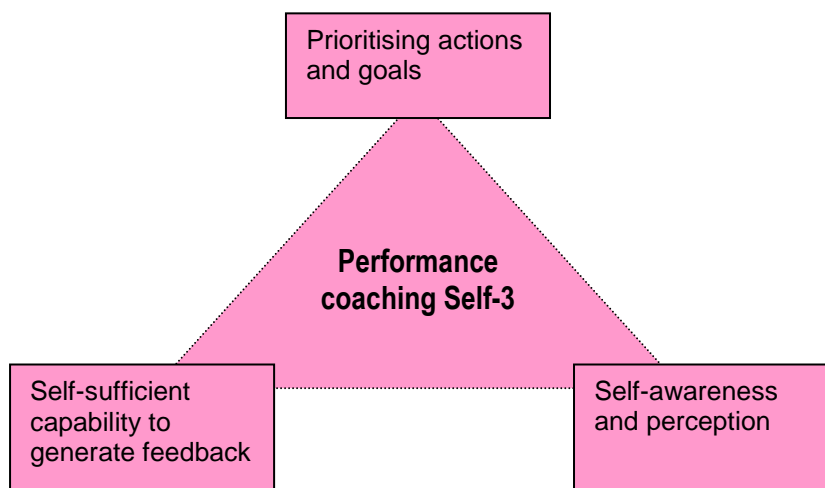 Prioritising actions
and goals
Performance
coaching Self-3
Self-sufficient
capability to
generate feedback
Self-awareness
and perception